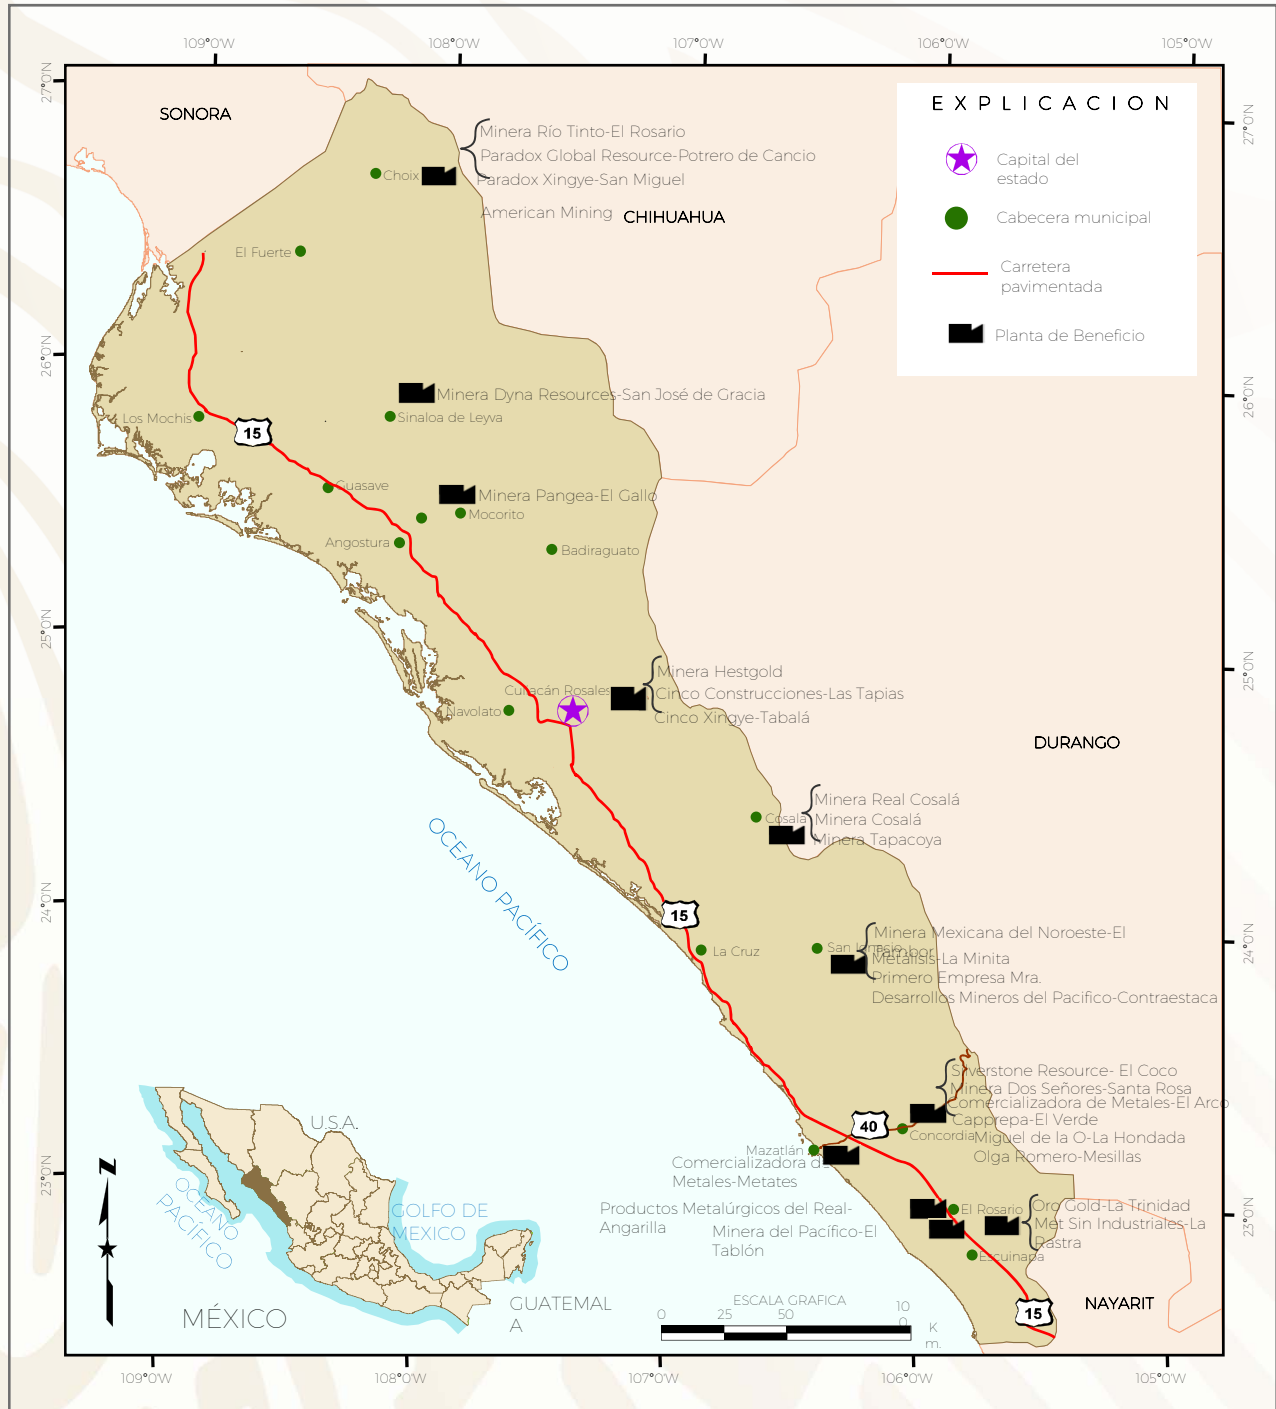 109°0'W
108°0'W
107°0'W
106°0'W
105°0'W
27°0'N
26°0'N
25°0'N
24°0'N
23°0'N
27°0'N
26°0'N
25°0'N
24°0'N
23°0'N
EXPLICACION
Capital del
estado
Cabecera municipal
Carretera
pavimentada
Planta de Beneficio
SONORA
CHIHUAHUA
DURANGO
NAYARIT
Minera Río Tinto-El Rosario
Paradox Global Resource-Potrero de Cancio
Paradox Xingye-San Miguel
American Mining
Choix
El Fuerte
Minera Dyna Resources-San José de Gracia
Los Mochis
Sinaloa de Leyva
15
Guasave
Minera Pangea-El Gallo
Mocorito
Angostura
Badiraguato
Minera Hestgold
Cinco Construcciones-Las Tapias
Cinco Xingye-Tabalá
Rosales
Navolato
Minera Real Cosalá
Minera Cosalá
Minera Tapacoya
Cosalá
OCEANO PACÍFICO
15
La Cruz
San Ignacio
Minera Mexicana del Noroeste-El
Tambor
Metalisis-La Minita
Primero Empresa Mra.
Desarrollos Mineros del Pacifico-Contraestaca
Silverstone Resource- El Coco
Minera Dos Señores-Santa Rosa
Comercializadora de Metales-El Arco
Capprepa-El Verde
Miguel de la O-La Hondada
Olga Romero-Mesillas
40
Concordia
Mazatlán
Comercializadora de
Metales-Metates
Productos Metalúrgicos del Real-
Angarilla
Minera del Pacífico-El
Tablón
El Rosario
Oro Gold-La Trinidad
Met Sin Industriales-La
Rastra
Escuinapa
15
U.S.A.
OCEANO
PACÍFICO
GOLFO DE
MEXICO
MÉXICO
GUATEMAL
A
Z
ESCALA GRAFICA
0
25
50
10
0
K
m.
109°0'W
108°0'W
107°0'W
106°0'W
105°0'W